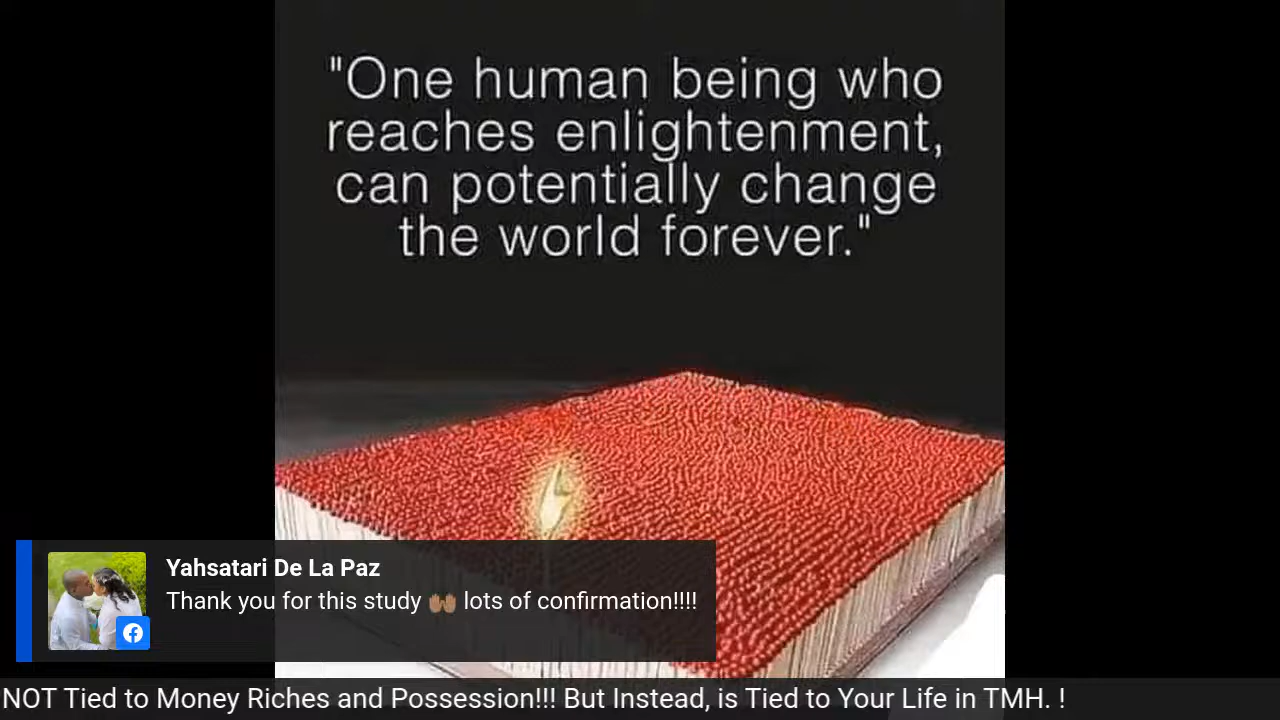 "One human being who
reaches enlightenment,
can potentially change
the world forever."
Yahsatari De La Paz
Thank you for this study 🙌🏽 lots of confirmation!!!!
NOT Tied to Money Riches and Possession!!! But Instead, is Tied to Your Life in TMH. !